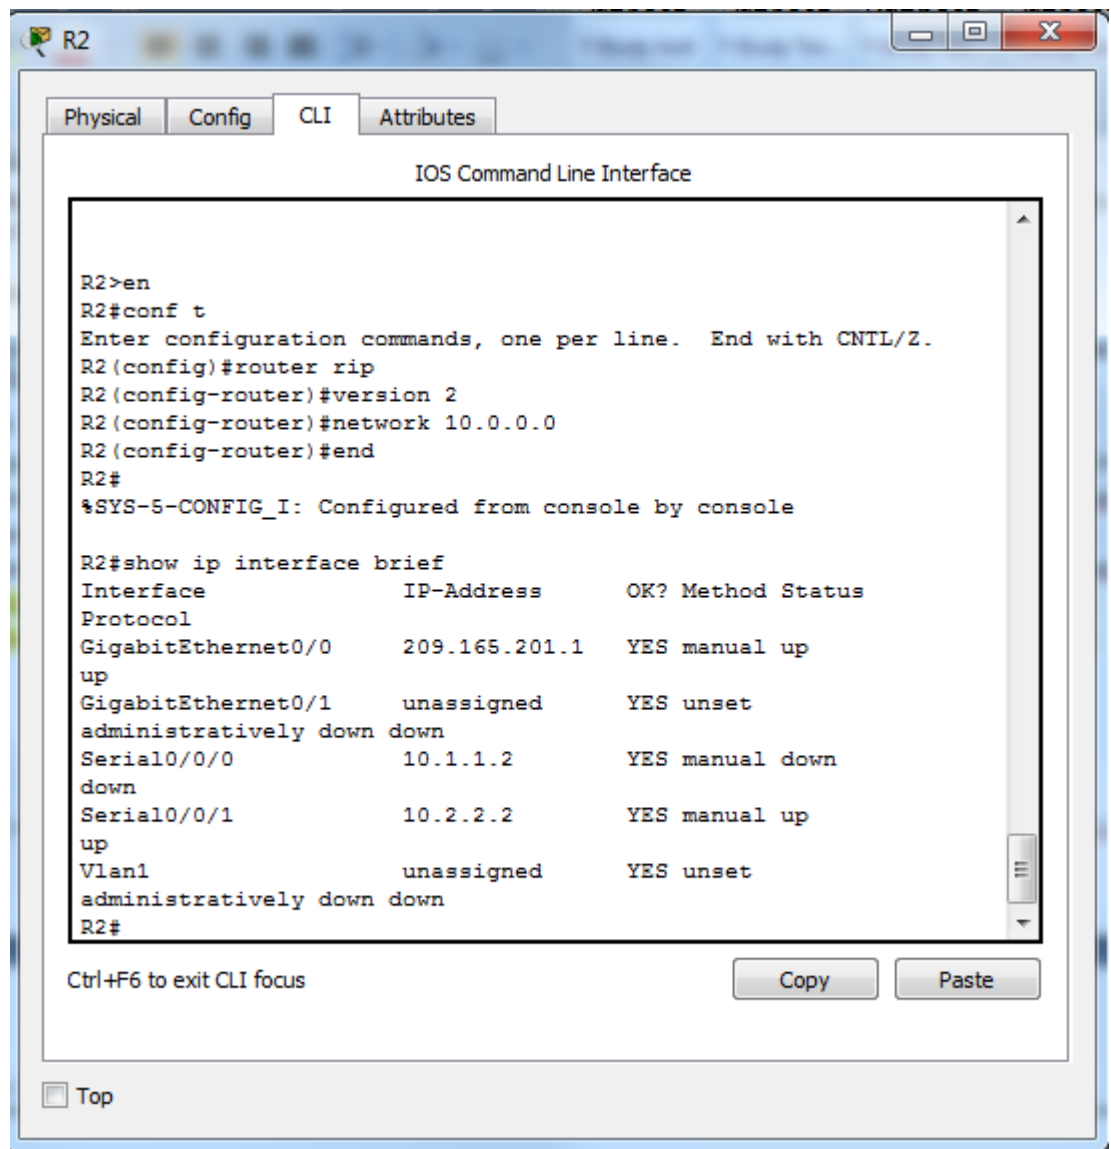 R2
Physical Config CLI Attributes
IOS Command Line Interface
R2>en
R2#conf t
Enter configuration commands, one per line.  End with CNTL/Z.
R2(config)#router rip
R2(config-router)#version 2
R2(config-router)#network 10.0.0.0
R2(config-router)#end
R2#
%SYS-5-CONFIG_I: Configured from console by console
R2#show ip interface brief
Interface              IP-Address      OK? Method Status
Protocol
GigabitEthernet0/0     209.165.201.1   YES manual up
up
GigabitEthernet0/1     unassigned      YES unset
administratively down down
Serial0/0/0            10.1.1.2        YES manual down
down
Serial0/0/1            10.2.2.2        YES manual up
up
Vlan1                  unassigned      YES unset
administratively down down
R2#
Ctrl+F6 to exit CLI focus
Copy Paste
Top